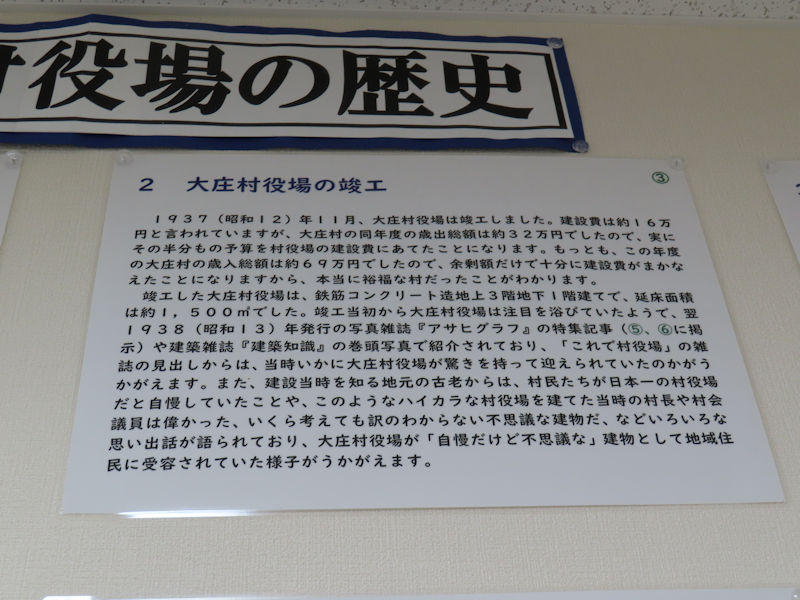 村役場の歴史
③
2 大庄村役場の竣工
1937（昭和12）年11月、大庄村役場は竣工しました。建設費は約16万
円と言われていますが、大庄村の同年度の歳出総額は約32万円でしたので、実に
その半分もの予算を村役場の建設費にあてたことになります。もっとも、この年度
の大庄村の歳入総額は約69万円でしたので、余剰額だけで十分に建設費がまかな
えたことになりますから、本当に裕福な村だったことがわかります。
竣工した大庄村役場は、鉄筋コンクリート造地上3階地下1階建てで、延床面積
は約1，500㎡でした。竣工当初から大庄村役場は注目を浴びていたようで、翌
1938（昭和13）年発行の写真雑誌『アサヒグラフ』の特集記事（⑤、⑥に掲
示）や建築雑誌『建築知識』の巻頭写真で紹介されており、「これで村役場」の雑
誌の見出しからは、当時いかに大庄村役場が驚きを持って迎えられていたのかがう
かがえます。また、建設当時を知る地元の古老からは、村民たちが日本一の村役場
だと自慢していたことや、このようなハイカラな村役場を建てた当時の村長や村会
議員は偉かった、いくら考えても訳のわからない不思議な建物だ、などいろいろな
思い出話が語られており、大庄村役場が「自慢だけど不思議な」建物として地域住
民に受容されていた様子がうかがえます。